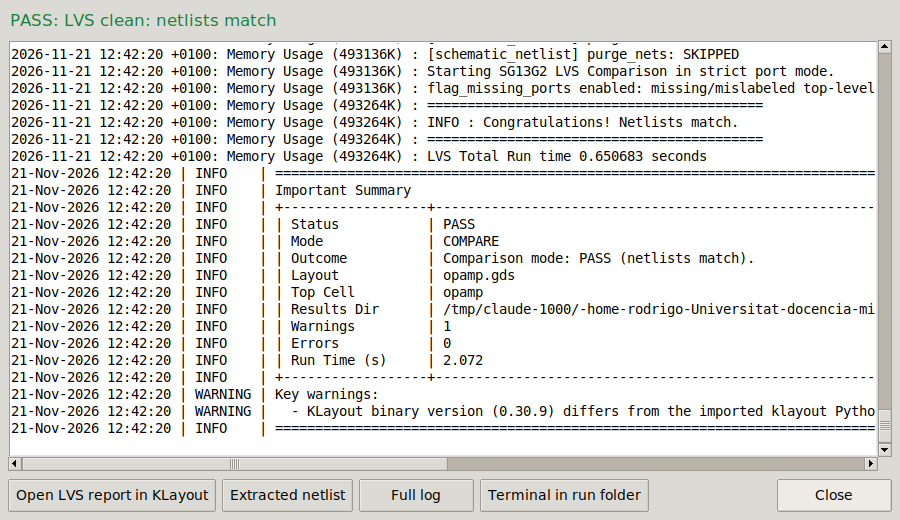 PASS: LVS clean: netlists match
2026-11-21 12:42:20 +0100: Memory Usage (493136K) : [schematic_netlist] purge_nets: SKIPPED
2026-11-21 12:42:20 +0100: Memory Usage (493136K) : Starting SG13G2 LVS Comparison in strict port mode.
2026-11-21 12:42:20 +0100: Memory Usage (493136K) : flag_missing_ports enabled: missing/mislabeled top-level
2026-11-21 12:42:20 +0100: Memory Usage (493264K) : =========================================
2026-11-21 12:42:20 +0100: Memory Usage (493264K) : INFO : Congratulations! Netlists match.
2026-11-21 12:42:20 +0100: Memory Usage (493264K) : =========================================
2026-11-21 12:42:20 +0100: Memory Usage (493264K) : LVS Total Run time 0.650683 seconds
21-Nov-2026 12:42:20 | INFO    | ==========================================================================
21-Nov-2026 12:42:20 | INFO    | Important Summary
21-Nov-2026 12:42:20 | INFO    | +-----------------+------------------------------------------------------
21-Nov-2026 12:42:20 | INFO    | | Status          | PASS
21-Nov-2026 12:42:20 | INFO    | | Mode            | COMPARE
21-Nov-2026 12:42:20 | INFO    | | Outcome         | Comparison mode: PASS (netlists match).
21-Nov-2026 12:42:20 | INFO    | | Layout          | opamp.gds
21-Nov-2026 12:42:20 | INFO    | | Top Cell        | opamp
21-Nov-2026 12:42:20 | INFO    | | Results Dir     | /tmp/claude-1000/-home-rodrigo-Universitat-docencia-mi
21-Nov-2026 12:42:20 | INFO    | | Warnings        | 1
21-Nov-2026 12:42:20 | INFO    | | Errors          | 0
21-Nov-2026 12:42:20 | INFO    | | Run Time (s)    | 2.072
21-Nov-2026 12:42:20 | INFO    | +-----------------+------------------------------------------------------
21-Nov-2026 12:42:20 | WARNING | Key warnings:
21-Nov-2026 12:42:20 | WARNING |   - KLayout binary version (0.30.9) differs from the imported klayout Pytho
21-Nov-2026 12:42:20 | INFO    | ==========================================================================
Open LVS report in KLayout
Extracted netlist
Full log
Terminal in run folder
Close